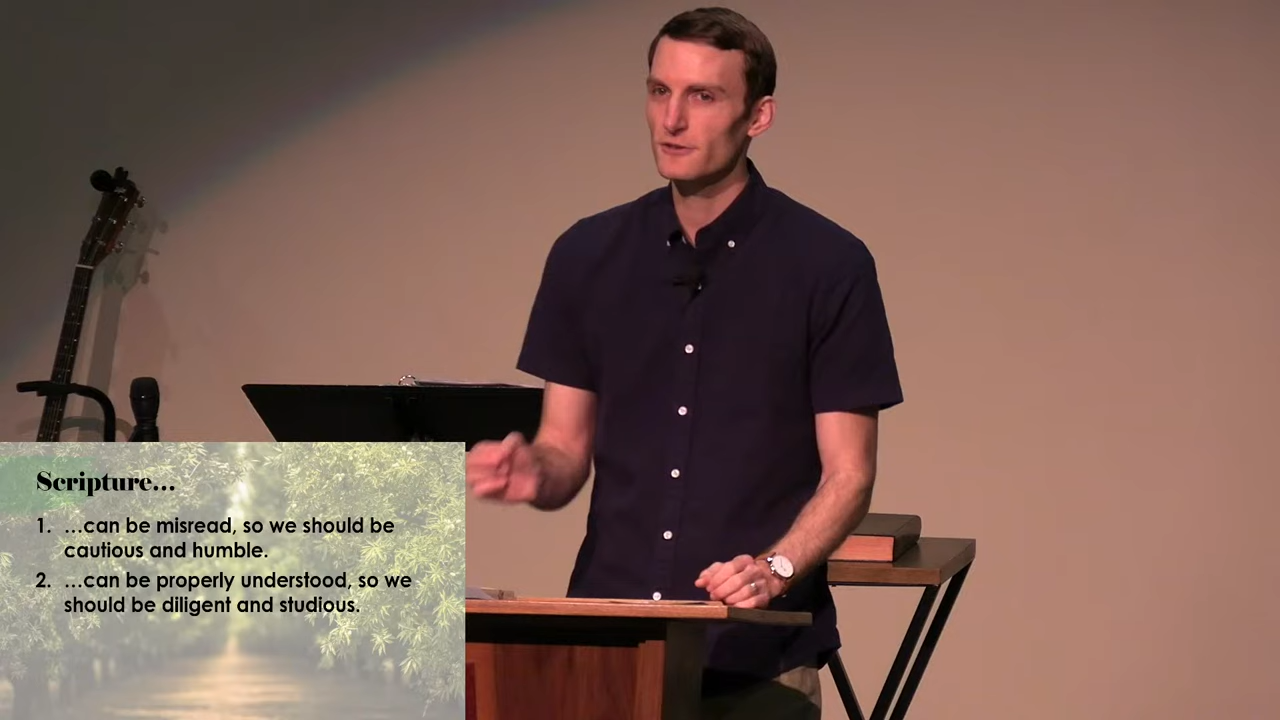 Scripture...
1. ...can be misread, so we should be
cautious and humble.
2. ...can be properly understood, so we
should be diligent and studious.